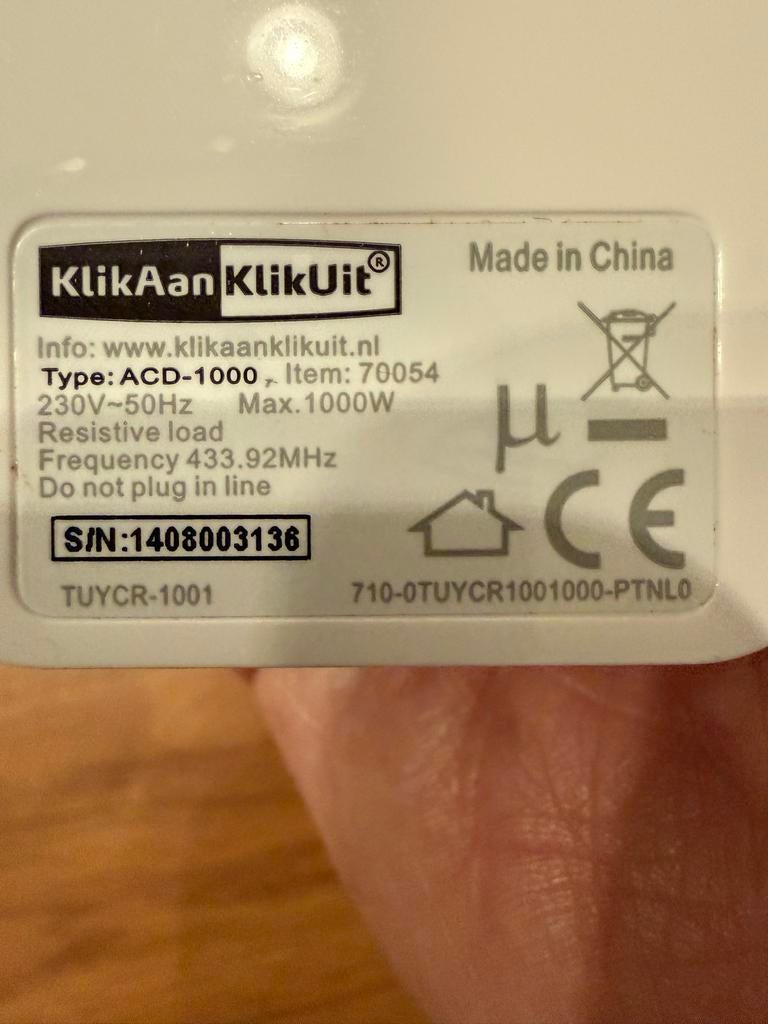 KlikAanKlikUit®
Made in China
Info: www.klikaanklikuit.nl
Type: ACD-1000, Item: 70054
230V~50Hz Max.1000W
Resistive load
Frequency 433.92MHz
Do not plug in line
µ
CE
S/N:1408003136
TUYCR-1001 710-0TUYCR1001000-PTNL0